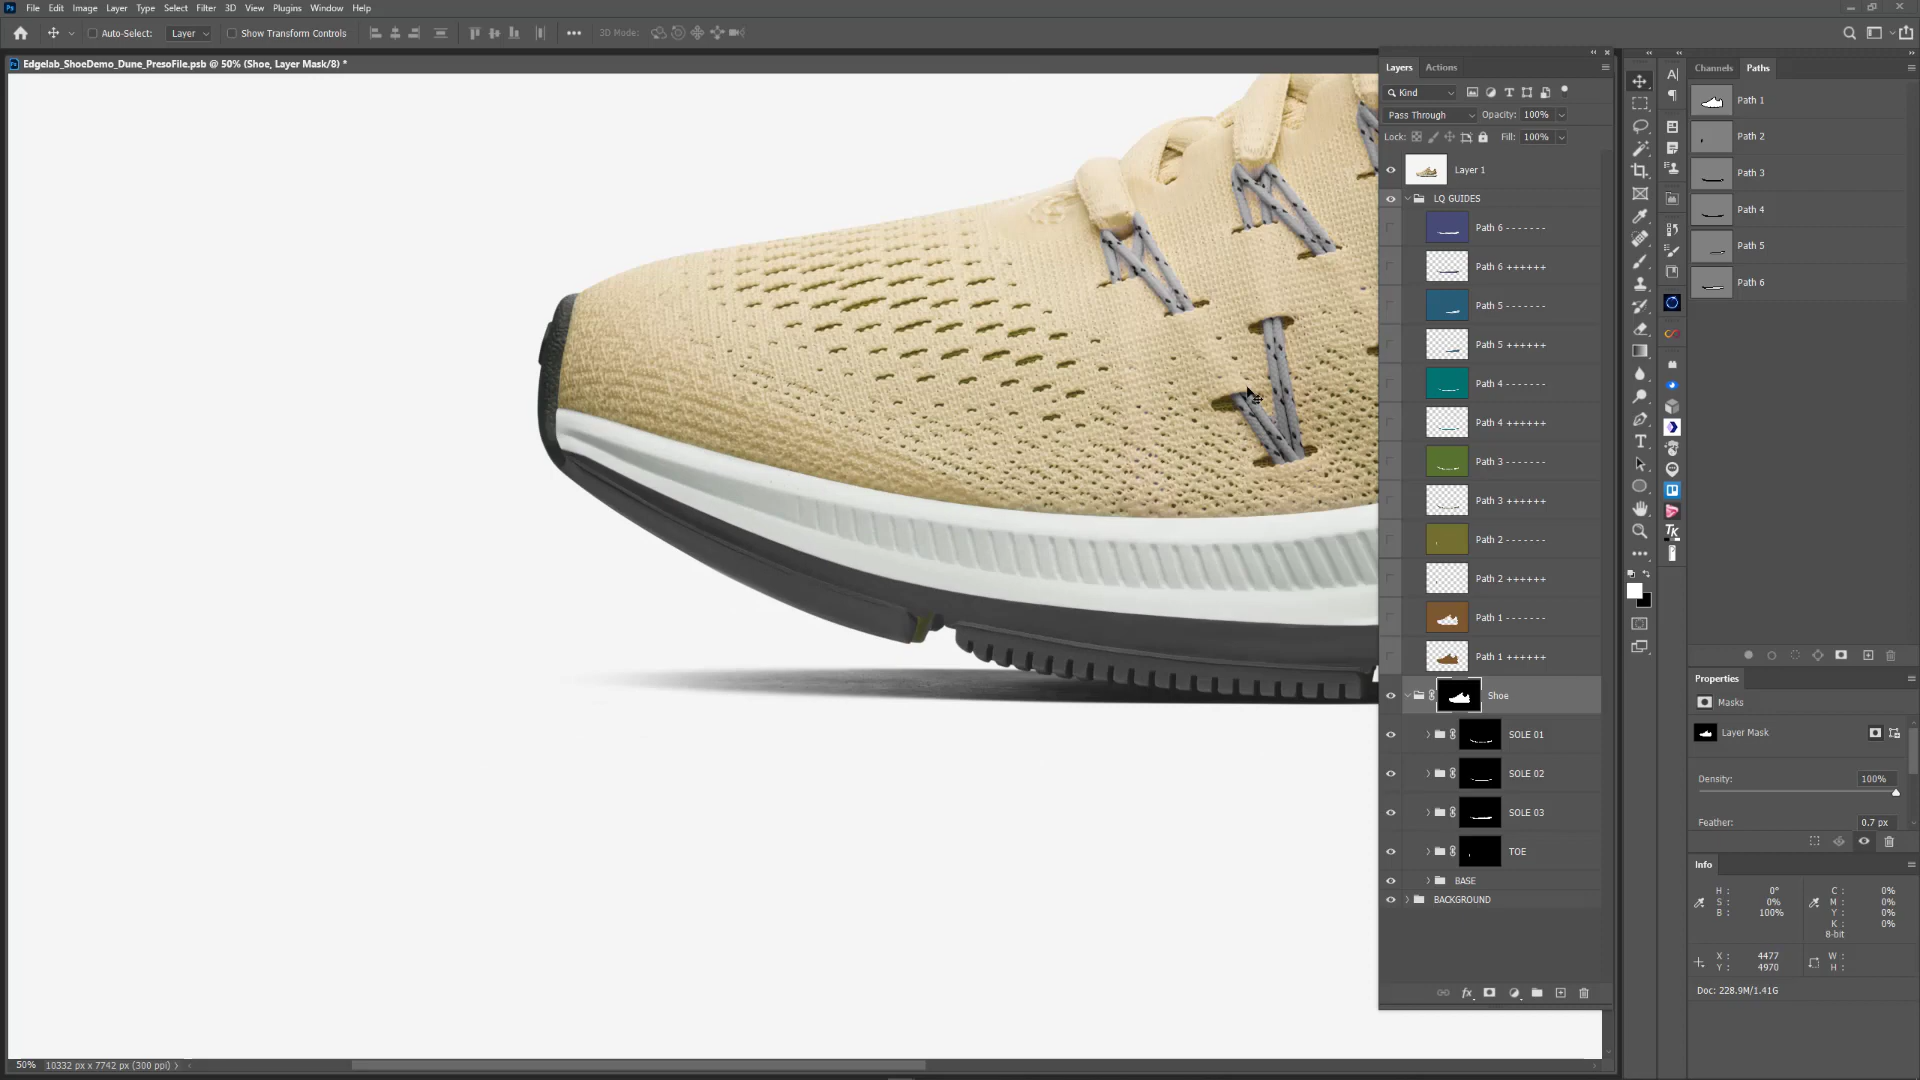 Ps File Edit Image Layer Type Select Filter 3D View Plugins Window Help
Auto-Select: Layer Show Transform Controls 3D Mode:
Edgelab_ShoeDemo_Dune_PresoFile.psb @ 50% (Shoe, Layer Mask/8) *
Layers Actions
Kind
Pass Through Opacity: 100%
Lock: Fill: 100%
Layer 1
LQ GUIDES
Path 6 - - - - - - -
Path 6 ++++++
Path 5 - - - - - - -
Path 5 ++++++
Path 4 - - - - - - -
Path 4 ++++++
Path 3 - - - - - - -
Path 3 ++++++
Path 2 - - - - - - -
Path 2 ++++++
Path 1 - - - - - - -
Path 1 ++++++
Shoe
SOLE 01
SOLE 02
SOLE 03
TOE
BASE
BACKGROUND
fx
TK
Channels Paths
Path 1
Path 2
Path 3
Path 4
Path 5
Path 6
Properties
Masks
Layer Mask
Density: 100%
Feather: 0.7 px
Info
H : 0° C : 0%
S : 0% M : 0%
B : 100% Y : 0%
K : 0%
8-bit
X : 4477 W :
Y : 4970 H :
Doc: 228.9M/1.41G
50% 10332 px x 7742 px (300 ppi)